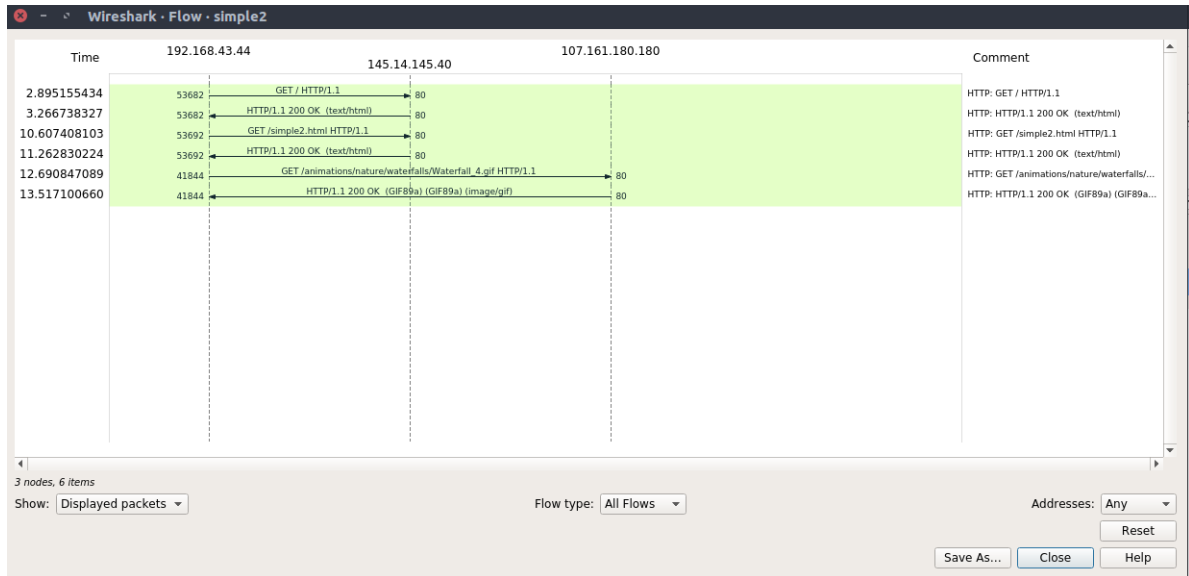 Wireshark · Flow · simple2
Time 192.168.43.44 145.14.145.40 107.161.180.180 Comment
2.895155434 53682 GET / HTTP/1.1 80 HTTP: GET / HTTP/1.1
3.266738327 53682 HTTP/1.1 200 OK (text/html) 80 HTTP: HTTP/1.1 200 OK (text/html)
10.607408103 53692 GET /simple2.html HTTP/1.1 80 HTTP: GET /simple2.html HTTP/1.1
11.262830224 53692 HTTP/1.1 200 OK (text/html) 80 HTTP: HTTP/1.1 200 OK (text/html)
12.690847089 41844 GET /animations/nature/waterfalls/Waterfall_4.gif HTTP/1.1 80 HTTP: GET /animations/nature/waterfalls/...
13.517100660 41844 HTTP/1.1 200 OK (GIF89a) (GIF89a) (image/gif) 80 HTTP: HTTP/1.1 200 OK (GIF89a) (GIF89a...
3 nodes, 6 items
Show: Displayed packets Flow type: All Flows Addresses: Any
Reset
Save As... Close Help